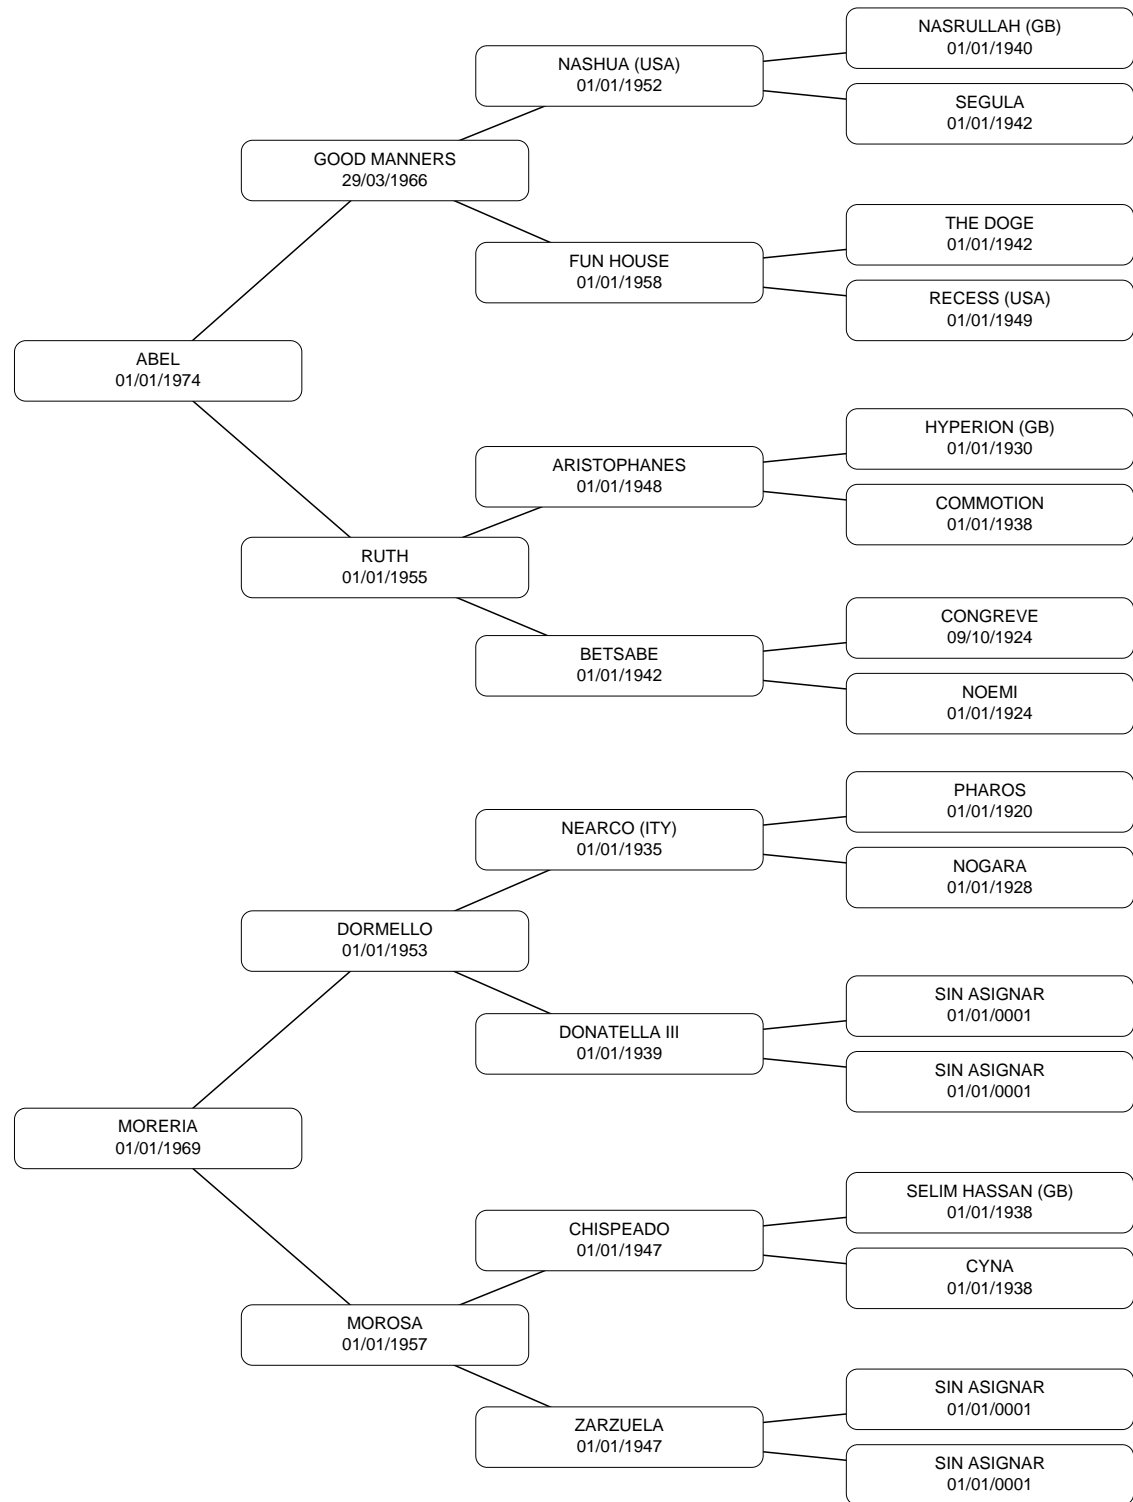 NASRULLAH (GB)
01/01/1940
NASHUA (USA)
01/01/1952
SEGULA
01/01/1942
GOOD MANNERS
29/03/1966
THE DOGE
01/01/1942
FUN HOUSE
01/01/1958
RECESS (USA)
01/01/1949
ABEL
01/01/1974
HYPERION (GB)
01/01/1930
ARISTOPHANES
01/01/1948
COMMOTION
01/01/1938
RUTH
01/01/1955
CONGREVE
09/10/1924
BETSABE
01/01/1942
NOEMI
01/01/1924
PHAROS
01/01/1920
NEARCO (ITY)
01/01/1935
NOGARA
01/01/1928
DORMELLO
01/01/1953
SIN ASIGNAR
01/01/0001
DONATELLA III
01/01/1939
SIN ASIGNAR
01/01/0001
MORERIA
01/01/1969
SELIM HASSAN (GB)
01/01/1938
CHISPEADO
01/01/1947
CYNA
01/01/1938
MOROSA
01/01/1957
SIN ASIGNAR
01/01/0001
ZARZUELA
01/01/1947
SIN ASIGNAR
01/01/0001